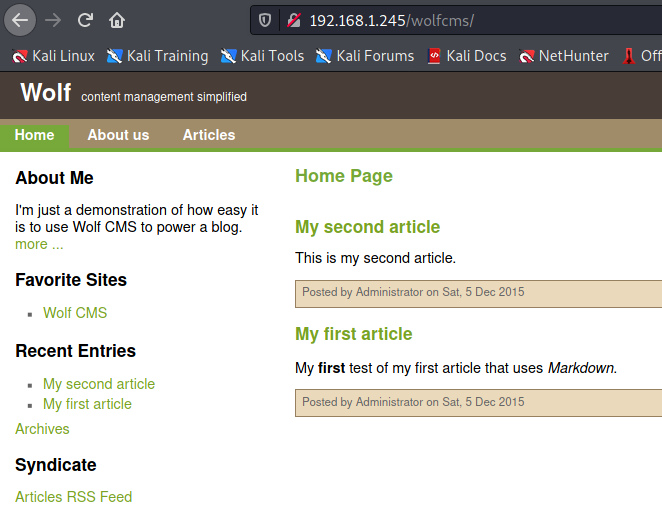 192.168.1.245/wolfcms/
Kali Linux Kali Training Kali Tools Kali Forums Kali Docs NetHunter Off
Wolf content management simplified
Home About us Articles
About Me
I'm just a demonstration of how easy it
is to use Wolf CMS to power a blog.
more ...
Favorite Sites
Wolf CMS
Recent Entries
My second article
My first article
Archives
Syndicate
Articles RSS Feed
Home Page
My second article
This is my second article.
Posted by Administrator on Sat, 5 Dec 2015
My first article
My first test of my first article that uses Markdown.
Posted by Administrator on Sat, 5 Dec 2015